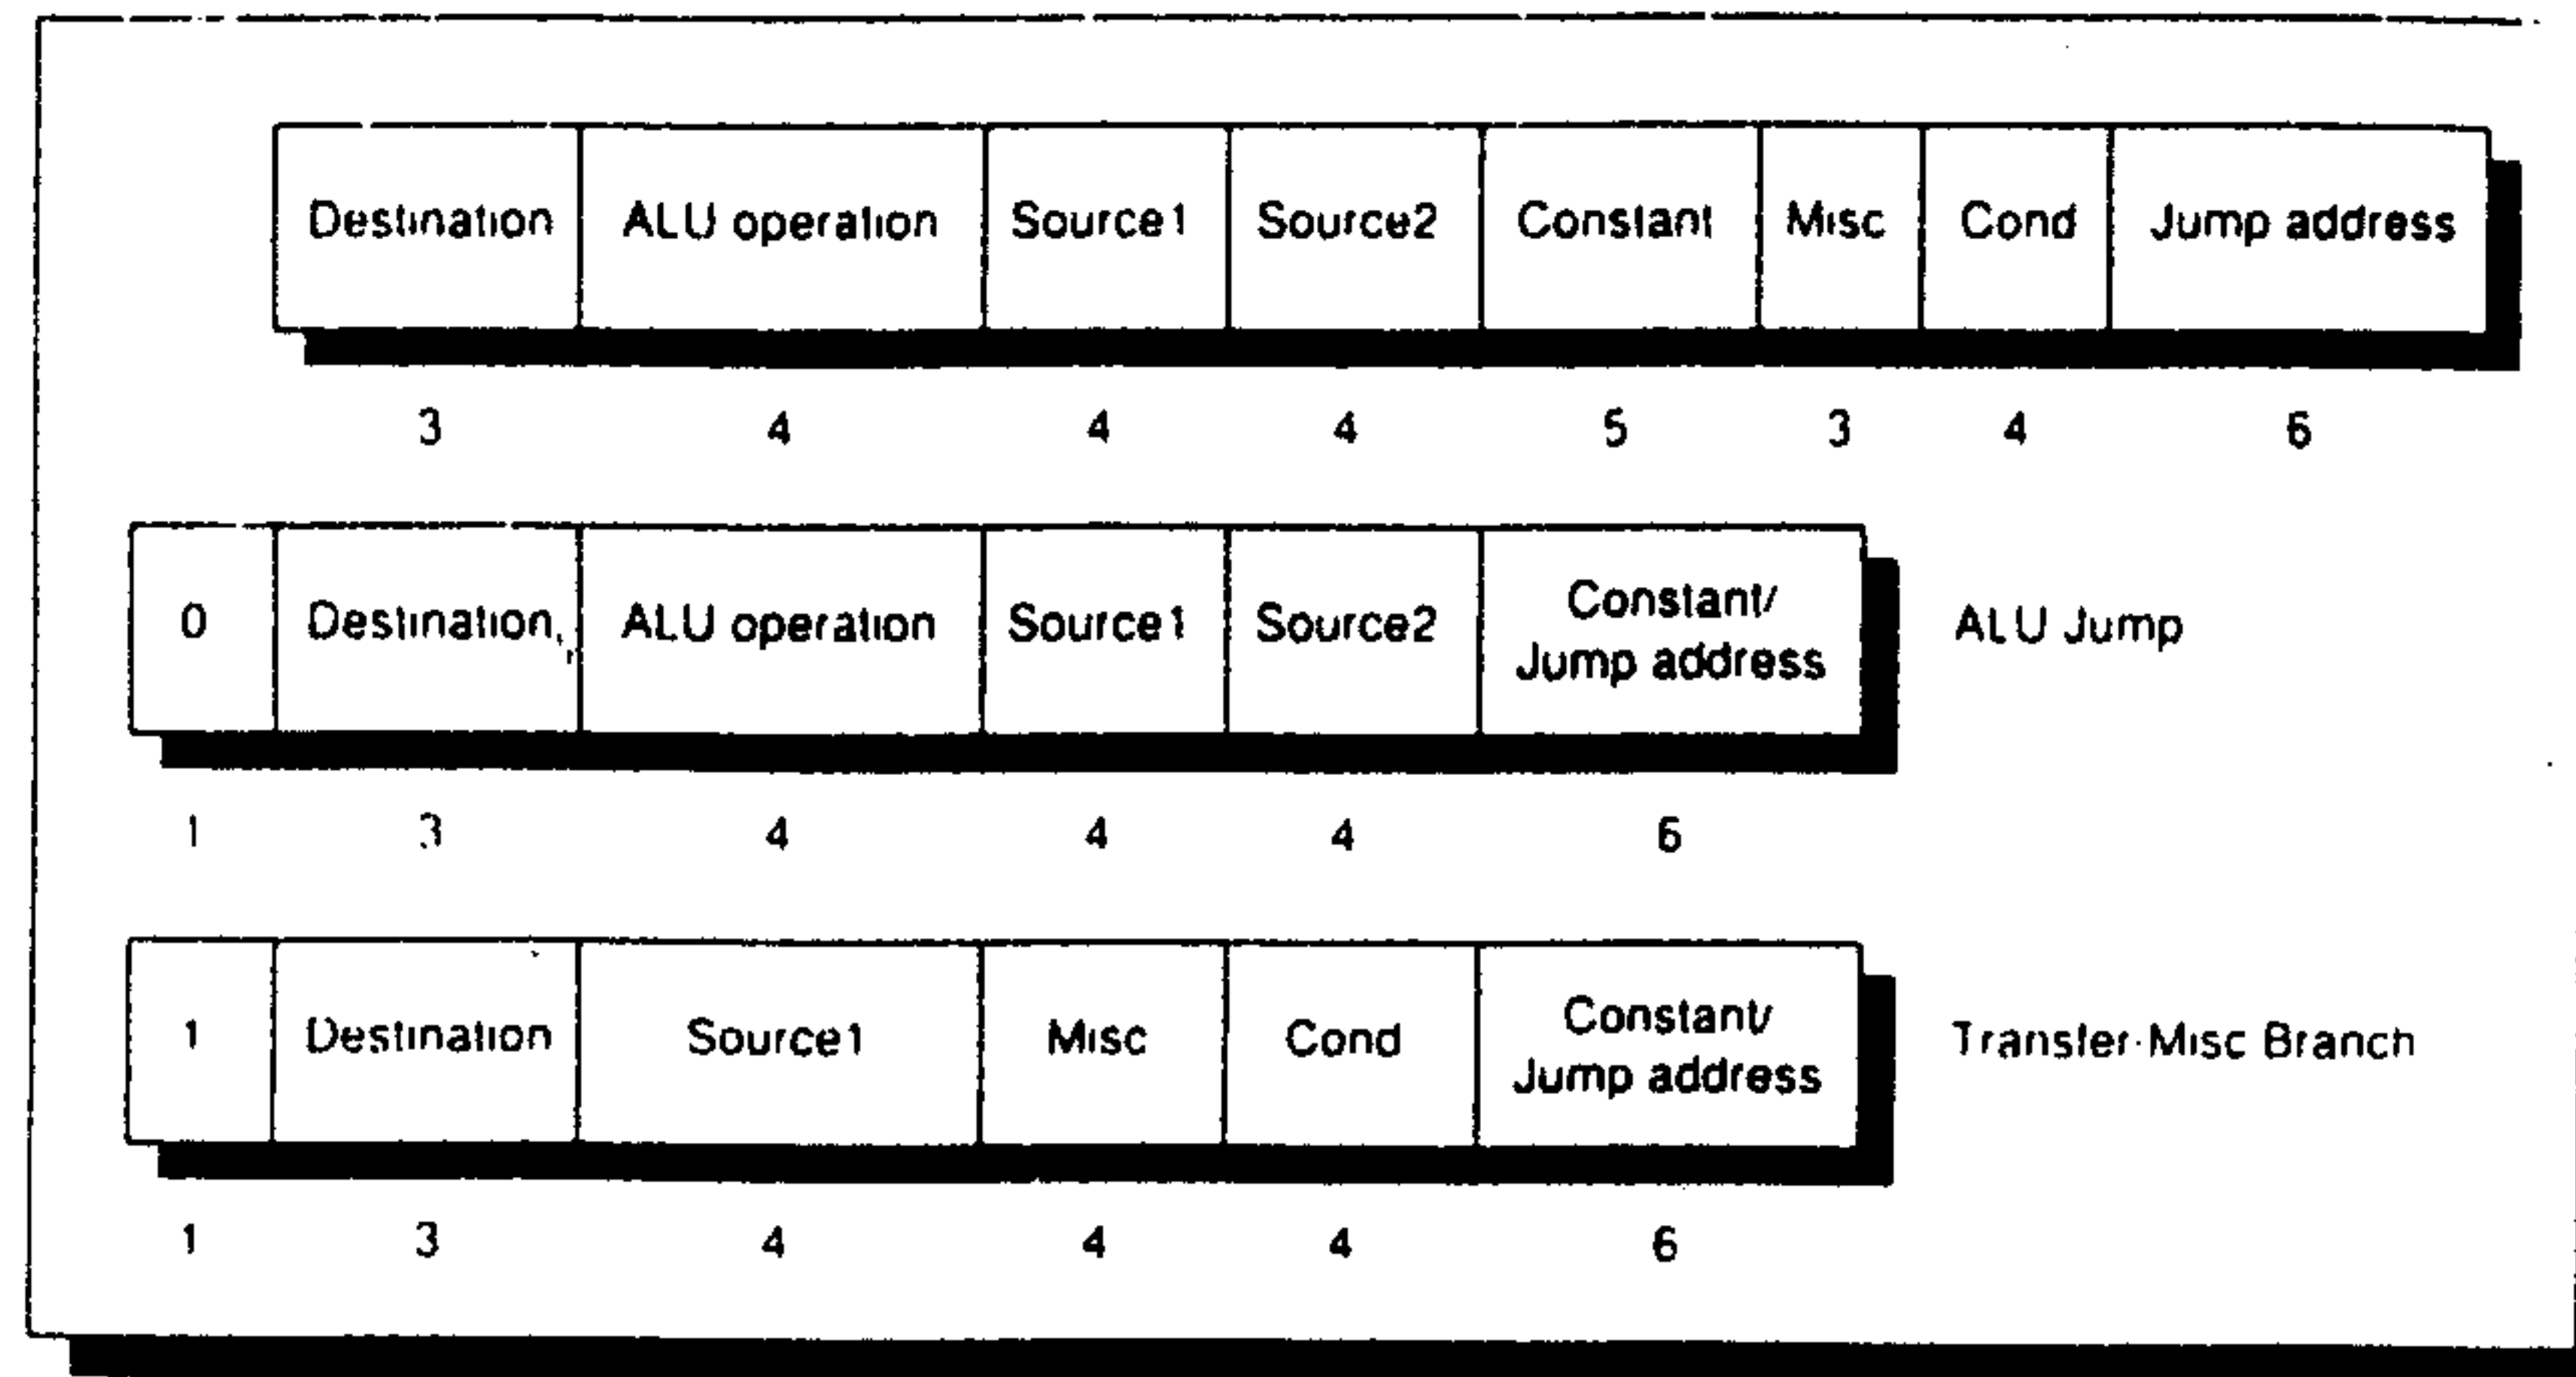 Destination ALU operation Source1 Source2 Constant Misc Cond Jump address
3 4 4 4 5 3 4 6
0 Destination, ALU operation Source1 Source2 Constant/ Jump address ALU Jump
1 3 4 4 4 6
1 Destination Source1 Misc Cond Constant/ Jump address Transfer-Misc Branch
1 3 4 4 4 6